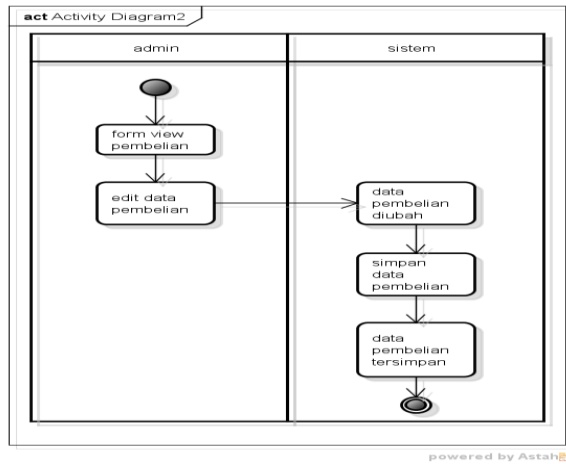 act Activity Diagram2
admin
sistem
form view
pembelian
edit data
pembelian
data
pembelian
diubah
simpan
data
pembelian
data
pembelian
tersimpan
powered by Astah